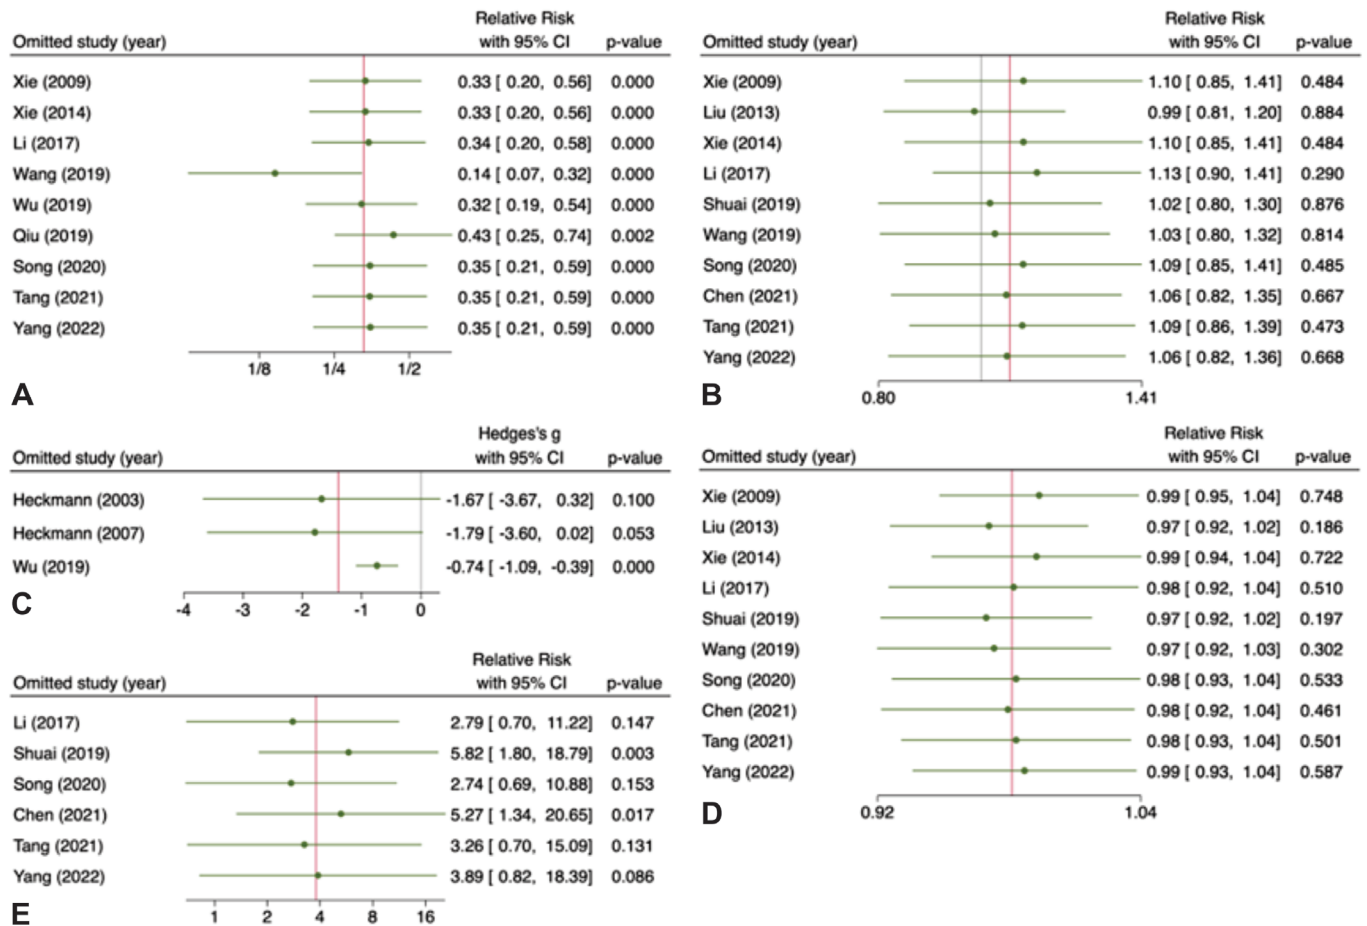 Relative Risk
Omitted study (year) with 95% CI p-value
Xie (2009) 0.33 [ 0.20, 0.56] 0.000
Xie (2014) 0.33 [ 0.20, 0.56] 0.000
Li (2017) 0.34 [ 0.20, 0.58] 0.000
Wang (2019) 0.14 [ 0.07, 0.32] 0.000
Wu (2019) 0.32 [ 0.19, 0.54] 0.000
Qiu (2019) 0.43 [ 0.25, 0.74] 0.002
Song (2020) 0.35 [ 0.21, 0.59] 0.000
Tang (2021) 0.35 [ 0.21, 0.59] 0.000
Yang (2022) 0.35 [ 0.21, 0.59] 0.000
1/8 1/4 1/2
A
Relative Risk
Omitted study (year) with 95% CI p-value
Xie (2009) 1.10 [ 0.85, 1.41] 0.484
Liu (2013) 0.99 [ 0.81, 1.20] 0.884
Xie (2014) 1.10 [ 0.85, 1.41] 0.484
Li (2017) 1.13 [ 0.90, 1.41] 0.290
Shuai (2019) 1.02 [ 0.80, 1.30] 0.876
Wang (2019) 1.03 [ 0.80, 1.32] 0.814
Song (2020) 1.09 [ 0.85, 1.41] 0.485
Chen (2021) 1.06 [ 0.82, 1.35] 0.667
Tang (2021) 1.09 [ 0.86, 1.39] 0.473
Yang (2022) 1.06 [ 0.82, 1.36] 0.668
0.80 1.41
B
Hedges's g
Omitted study (year) with 95% CI p-value
Heckmann (2003) -1.67 [ -3.67, 0.32] 0.100
Heckmann (2007) -1.79 [ -3.60, 0.02] 0.053
Wu (2019) -0.74 [ -1.09, -0.39] 0.000
-4 -3 -2 -1 0
C
Relative Risk
Omitted study (year) with 95% CI p-value
Xie (2009) 0.99 [ 0.95, 1.04] 0.748
Liu (2013) 0.97 [ 0.92, 1.02] 0.186
Xie (2014) 0.99 [ 0.94, 1.04] 0.722
Li (2017) 0.98 [ 0.92, 1.04] 0.510
Shuai (2019) 0.97 [ 0.92, 1.02] 0.197
Wang (2019) 0.97 [ 0.92, 1.03] 0.302
Song (2020) 0.98 [ 0.93, 1.04] 0.533
Chen (2021) 0.98 [ 0.92, 1.04] 0.461
Tang (2021) 0.98 [ 0.93, 1.04] 0.501
Yang (2022) 0.99 [ 0.93, 1.04] 0.587
0.92 1.04
D
Relative Risk
Omitted study (year) with 95% CI p-value
Li (2017) 2.79 [ 0.70, 11.22] 0.147
Shuai (2019) 5.82 [ 1.80, 18.79] 0.003
Song (2020) 2.74 [ 0.69, 10.88] 0.153
Chen (2021) 5.27 [ 1.34, 20.65] 0.017
Tang (2021) 3.26 [ 0.70, 15.09] 0.131
Yang (2022) 3.89 [ 0.82, 18.39] 0.086
1 2 4 8 16
E